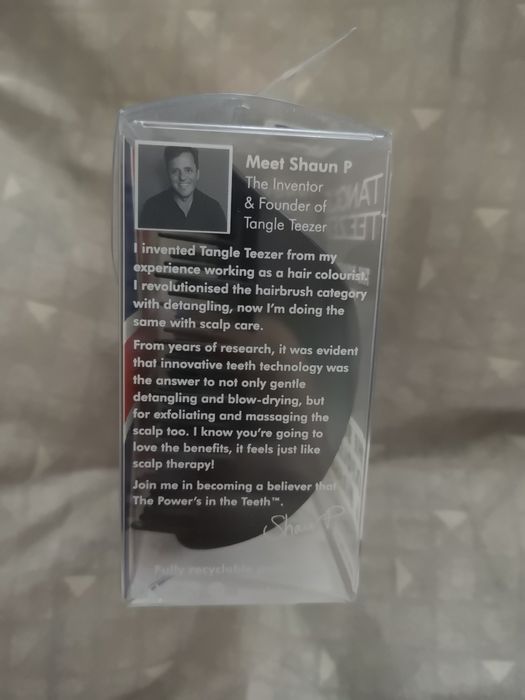 Meet Shaun P
The Inventor
& Founder of
Tangle Teezer
I invented Tangle Teezer from my
experience working as a hair colourist.
I revolutionised the hairbrush category
with detangling, now I'm doing the
same with scalp care.
From years of research, it was evident
that innovative teeth technology was
the answer to not only gentle
detangling and blow-drying, but
for exfoliating and massaging the
scalp too. I know you're going to
love the benefits, it feels just like
scalp therapy!
Join me in becoming a believer that
The Power's in the Teeth™.
Shaun P
Fully recyclable